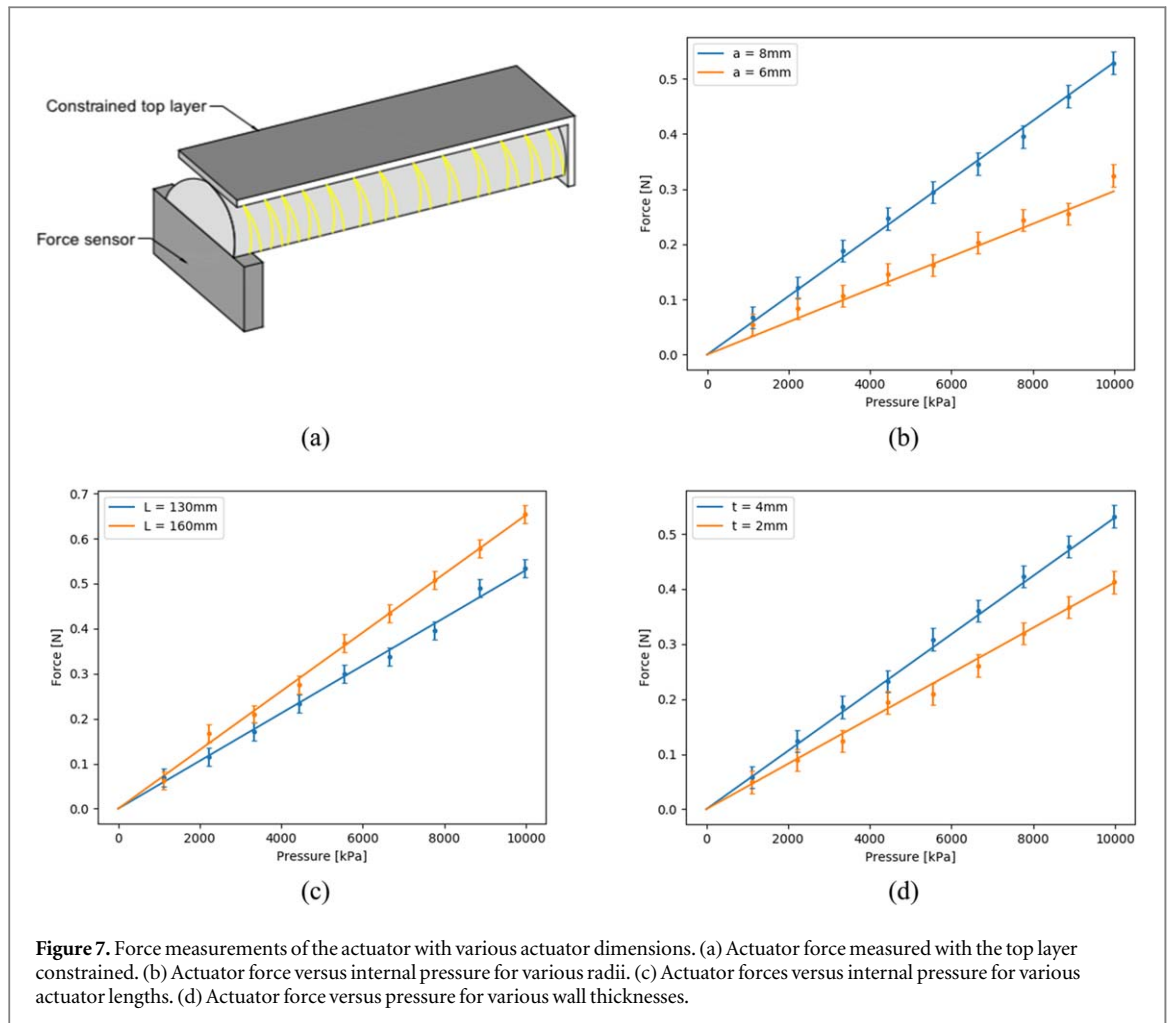 Constrained top layer
Force sensor
(a)
a = 8mm
a = 6mm
0.5
0.4
0.3
0.2
0.1
0.0
Force [N]
0 2000 4000 6000 8000 10000
Pressure [kPa]
(b)
L = 130mm
L = 160mm
0.7
0.6
0.5
0.4
0.3
0.2
0.1
0.0
Force [N]
0 2000 4000 6000 8000 10000
Pressure [kPa]
(c)
t = 4mm
t = 2mm
0.5
0.4
0.3
0.2
0.1
0.0
Force [N]
0 2000 4000 6000 8000 10000
Pressure [kPa]
(d)
Figure 7. Force measurements of the actuator with various actuator dimensions. (a) Actuator force measured with the top layer
constrained. (b) Actuator force versus internal pressure for various radii. (c) Actuator forces versus internal pressure for various
actuator lengths. (d) Actuator force versus pressure for various wall thicknesses.